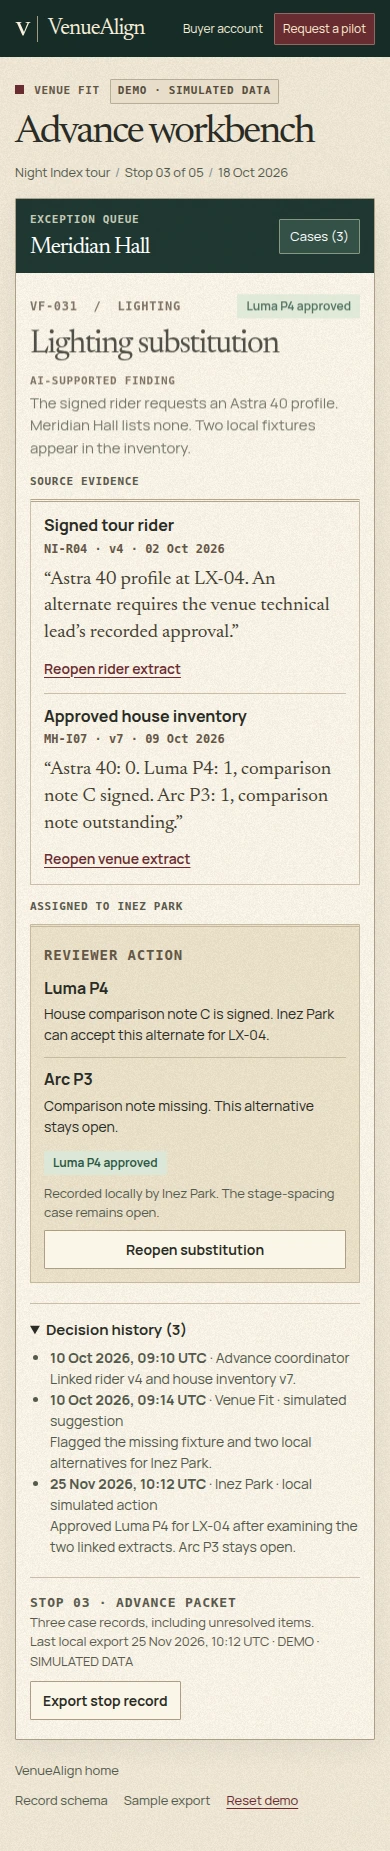 V | VenueAlign Buyer account Request a pilot
VENUE FIT DEMO · SIMULATED DATA
Advance workbench
Night Index tour / Stop 03 of 05 / 18 Oct 2026
EXCEPTION QUEUE
Meridian Hall
Cases (3)
VF-031 / LIGHTING Luma P4 approved
Lighting substitution
AI-SUPPORTED FINDING
The signed rider requests an Astra 40 profile.
Meridian Hall lists none. Two local fixtures
appear in the inventory.
SOURCE EVIDENCE
Signed tour rider
NI-R04 · v4 · 02 Oct 2026
“Astra 40 profile at LX-04. An
alternate requires the venue technical
lead’s recorded approval.”
Reopen rider extract
Approved house inventory
MH-I07 · v7 · 09 Oct 2026
“Astra 40: 0. Luma P4: 1, comparison
note C signed. Arc P3: 1, comparison
note outstanding.”
Reopen venue extract
ASSIGNED TO INEZ PARK
REVIEWER ACTION
Luma P4
House comparison note C is signed. Inez Park
can accept this alternate for LX-04.
Arc P3
Comparison note missing. This alternative
stays open.
Luma P4 approved
Recorded locally by Inez Park. The stage-spacing
case remains open.
Reopen substitution
▼ Decision history (3)
• 10 Oct 2026, 09:10 UTC · Advance coordinator
Linked rider v4 and house inventory v7.
• 10 Oct 2026, 09:14 UTC · Venue Fit · simulated
suggestion
Flagged the missing fixture and two local
alternatives for Inez Park.
• 25 Nov 2026, 10:12 UTC · Inez Park · local
simulated action
Approved Luma P4 for LX-04 after examining the
two linked extracts. Arc P3 stays open.
STOP 03 · ADVANCE PACKET
Three case records, including unresolved items.
Last local export 25 Nov 2026, 10:12 UTC · DEMO ·
SIMULATED DATA
Export stop record
VenueAlign home
Record schema Sample export Reset demo